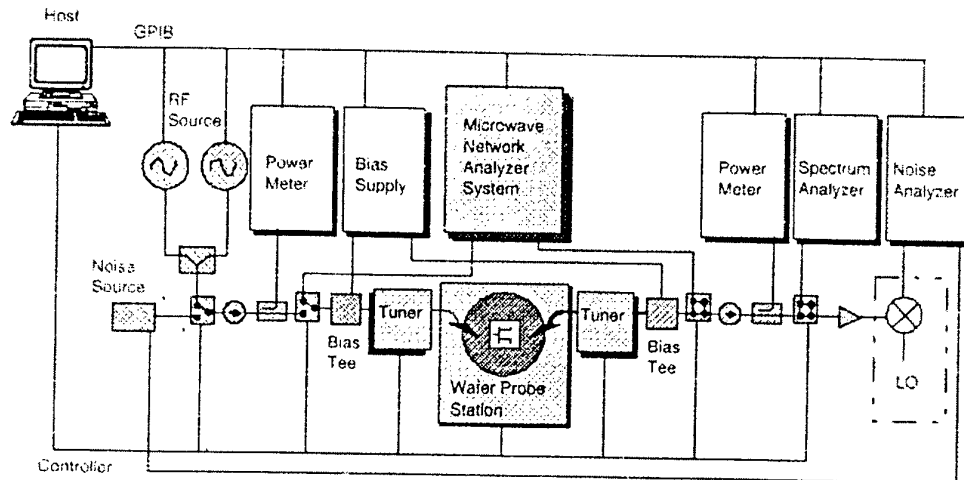 Host
GPIB
RF
Source
Power
Meter
Bias
Supply
Microwave
Network
Analyzer
System
Power
Meter
Spectrum
Analyzer
Noise
Analyzer
Noise
Source
Bias
Tee
Tuner
Wafer Probe
Station
Tuner
Bias
Tee
LO
Controller